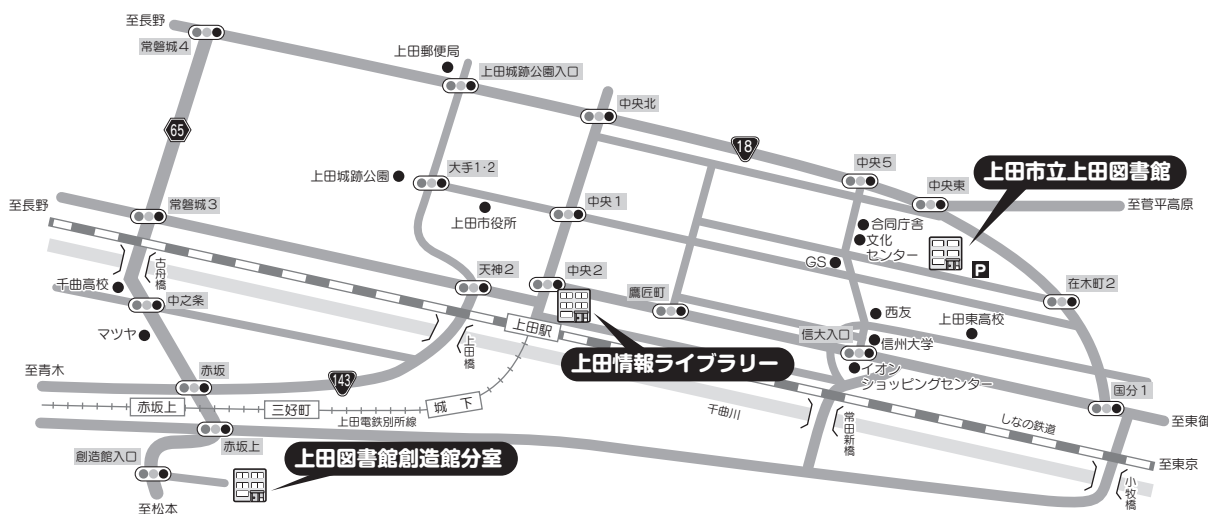 至長野
常磐城4
上田郵便局
上田城跡公園入口
中央北
65
18
大手1・2
上田城跡公園
中央5
中央東
上田市立上田図書館
至菅平高原
至長野
常磐城3
上田市役所
中央1
合同庁舎
文化
センター
GS
P
古舟橋
千曲高校
天神2
中央2
鷹匠町
在木町2
中之条
マツヤ
上田橋
上田駅
西友
上田東高校
信大入口
信州大学
上田情報ライブラリー
イオン
ショッピングセンター
至青木
赤坂
143
赤坂上
三好町
城下
上田電鉄別所線
千曲川
常田新橋
しなの鉄道
国分1
至東御
赤坂上
創造館入口
上田図書館創造館分室
至東京
小牧橋
至松本